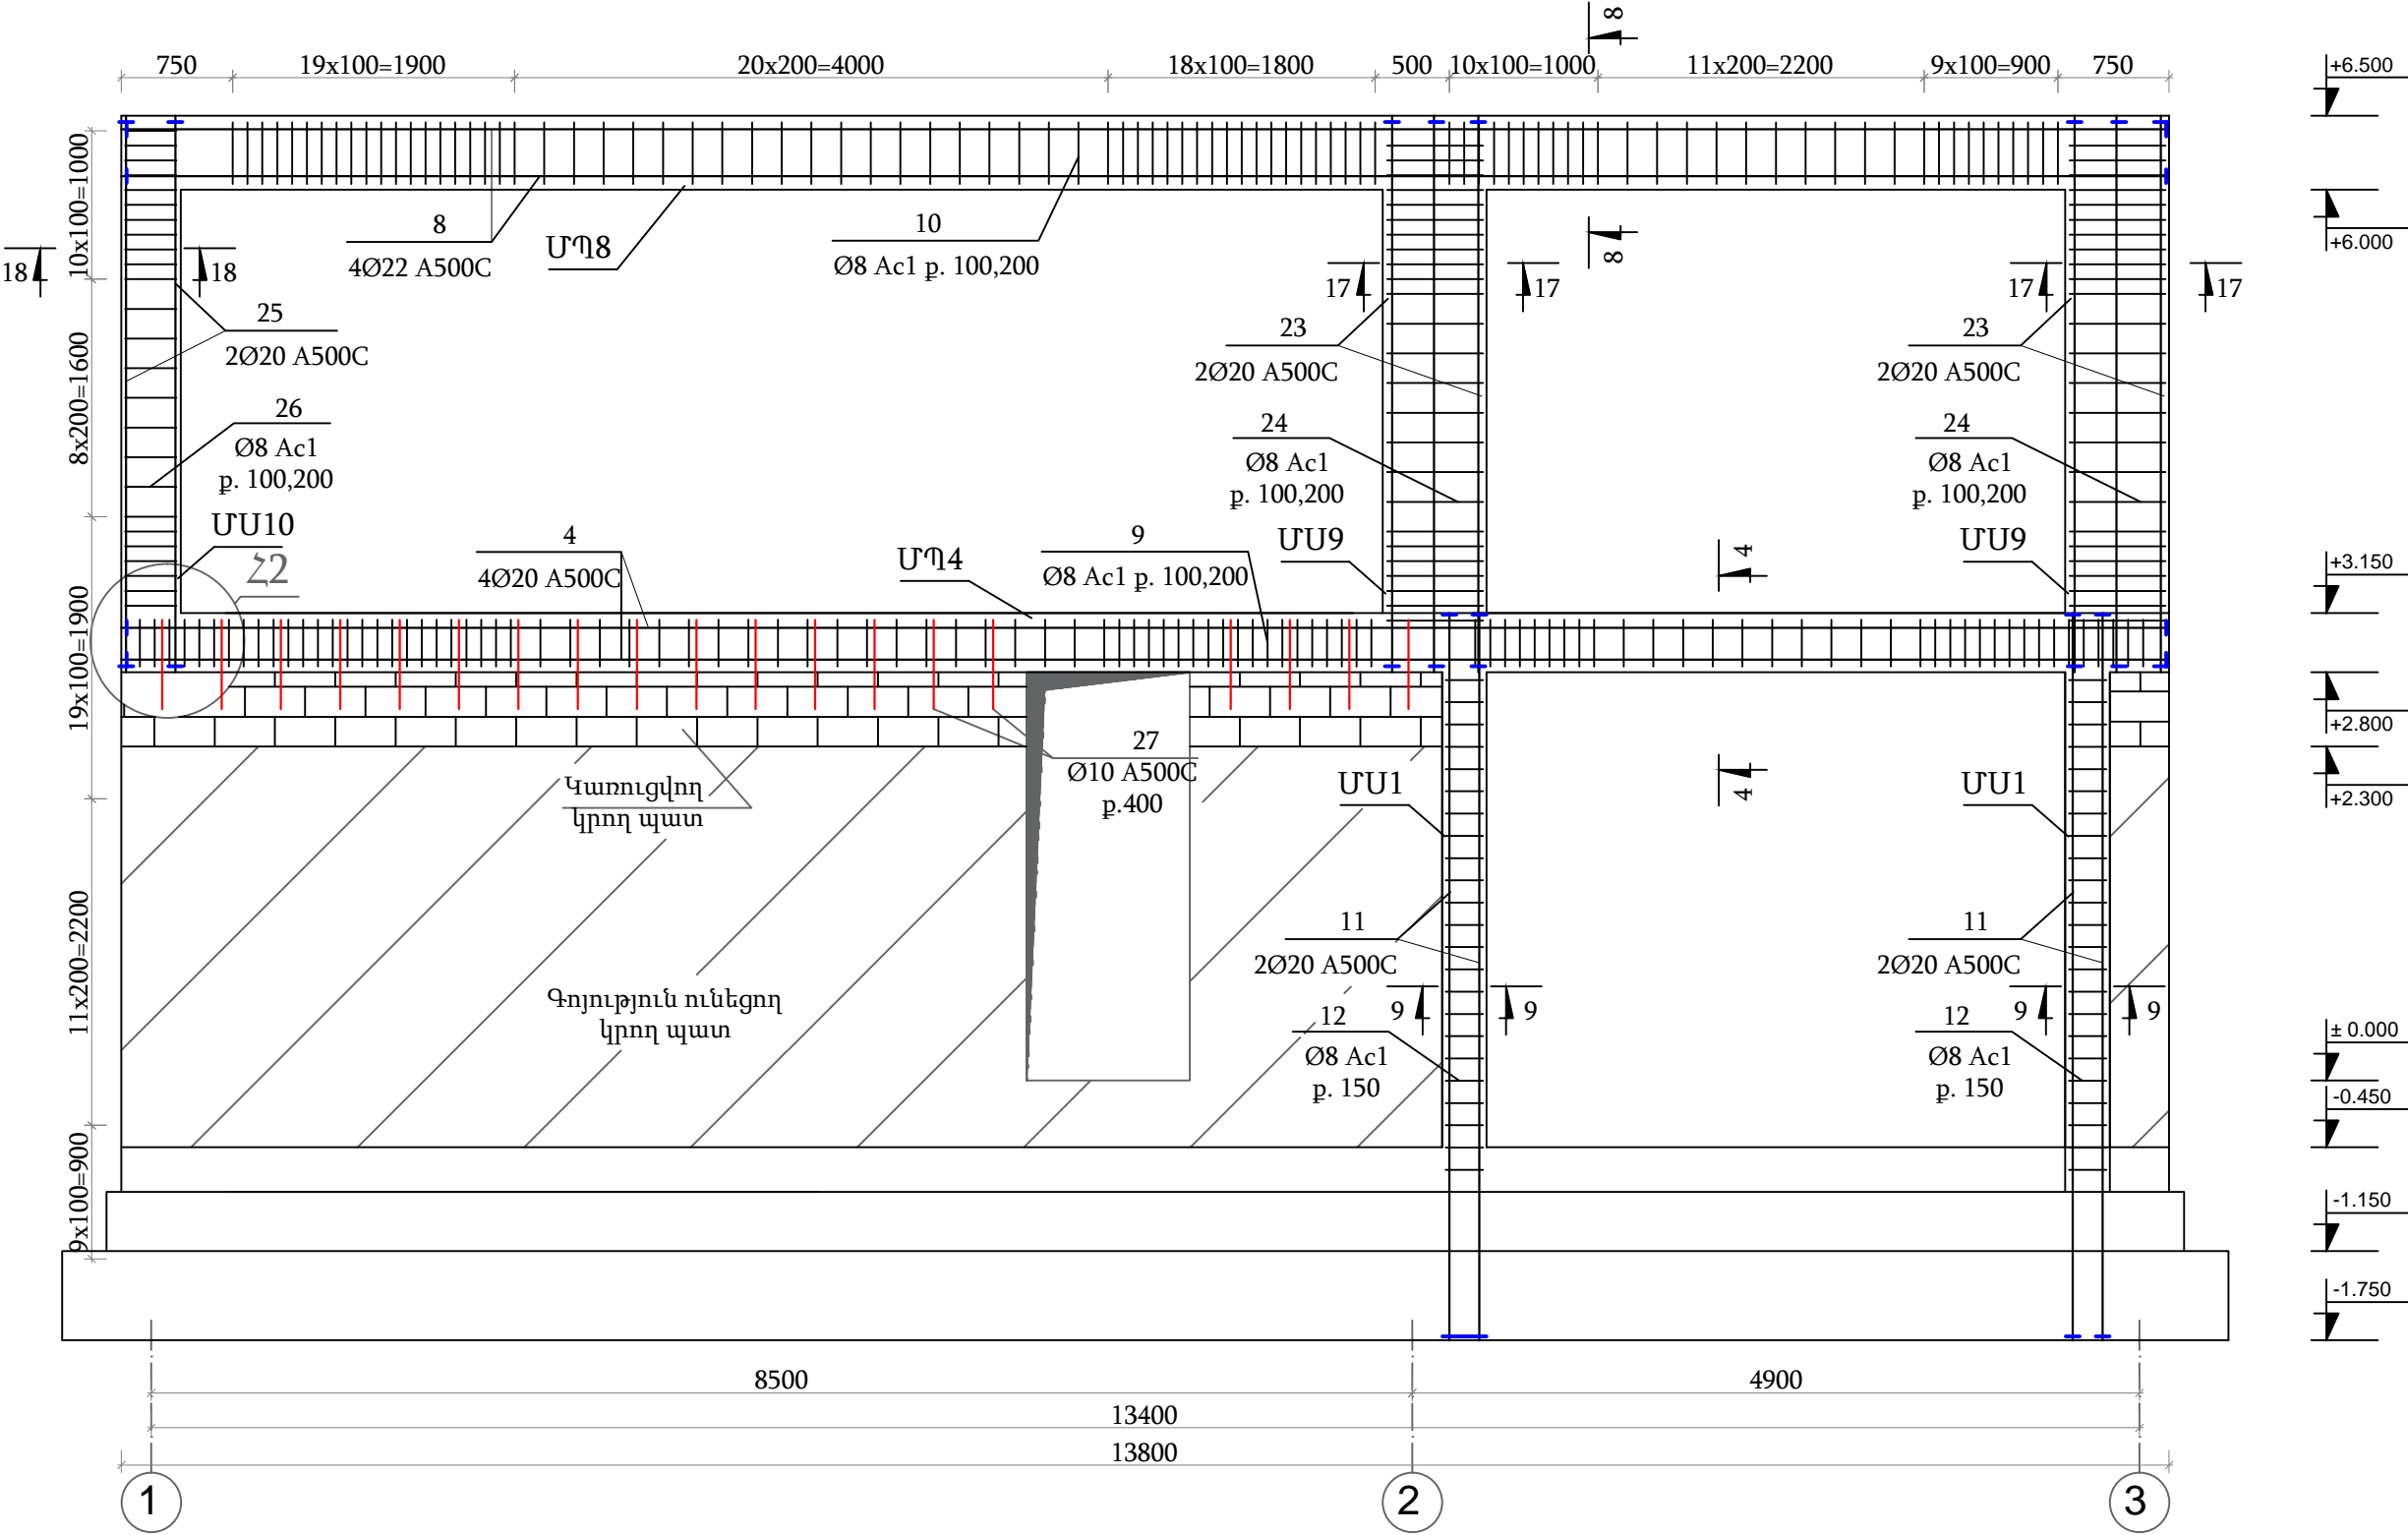 8
750 19x100=1900 20x200=4000 18x100=1800 500 10x100=1000 11x200=2200 9x100=900 750
+6.500
10x100=1000
8
4Ø22 A500C
ՄՊ8
10
Ø8 Ac1 ք. 100,200
8
+6.000
18 18
17 17 17 17
25
2Ø20 A500C
23
2Ø20 A500C
23
2Ø20 A500C
8x200=1600
26
Ø8 Ac1
ք. 100,200
24
Ø8 Ac1
ք. 100,200
24
Ø8 Ac1
ք. 100,200
ՄՍ10
Հ2
4
4Ø20 A500C
ՄՊ4
9
Ø8 Ac1 ք. 100,200
ՄՍ9
4
ՄՍ9
+3.150
19x100=1900
+2.800
27
Ø10 A500C
ք.400
Կառուցվող
կրող պատ
ՄՍ1
4
ՄՍ1
+2.300
11x200=2200
11
2Ø20 A500C
11
2Ø20 A500C
Գոյություն ունեցող
կրող պատ
9 9 9 9
12
Ø8 Ac1
ք. 150
12
Ø8 Ac1
ք. 150
± 0.000
-0.450
9x100=900
-1.150
-1.750
8500 4900
13400
13800
1 2 3